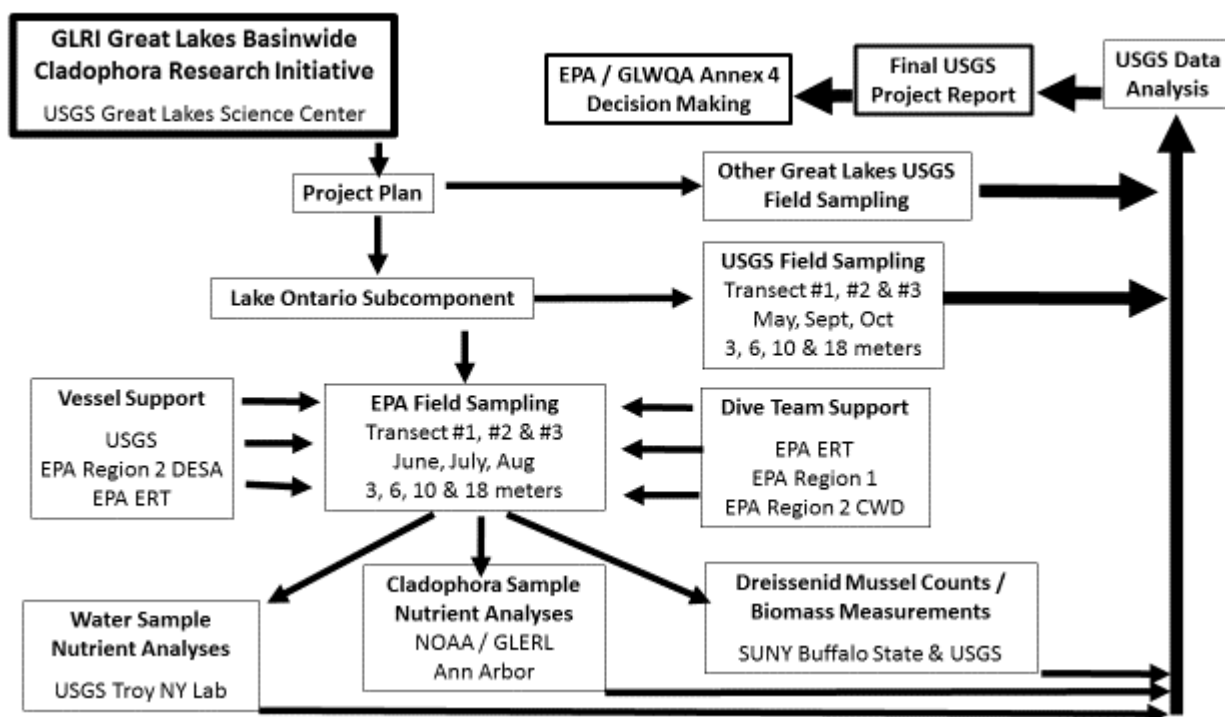 GLRI Great Lakes Basinwide
Cladophora Research Initiative
USGS Great Lakes Science Center
EPA / GLWQA Annex 4
Decision Making
Final USGS
Project Report
USGS Data
Analysis
Project Plan
Other Great Lakes USGS
Field Sampling
Lake Ontario Subcomponent
USGS Field Sampling
Transect #1, #2 & #3
May, Sept, Oct
3, 6, 10 & 18 meters
Vessel Support
USGS
EPA Region 2 DESA
EPA ERT
EPA Field Sampling
Transect #1, #2 & #3
June, July, Aug
3, 6, 10 & 18 meters
Dive Team Support
EPA ERT
EPA Region 1
EPA Region 2 CWD
Water Sample
Nutrient Analyses
USGS Troy NY Lab
Cladophora Sample
Nutrient Analyses
NOAA / GLERL
Ann Arbor
Dreissenid Mussel Counts /
Biomass Measurements
SUNY Buffalo State & USGS